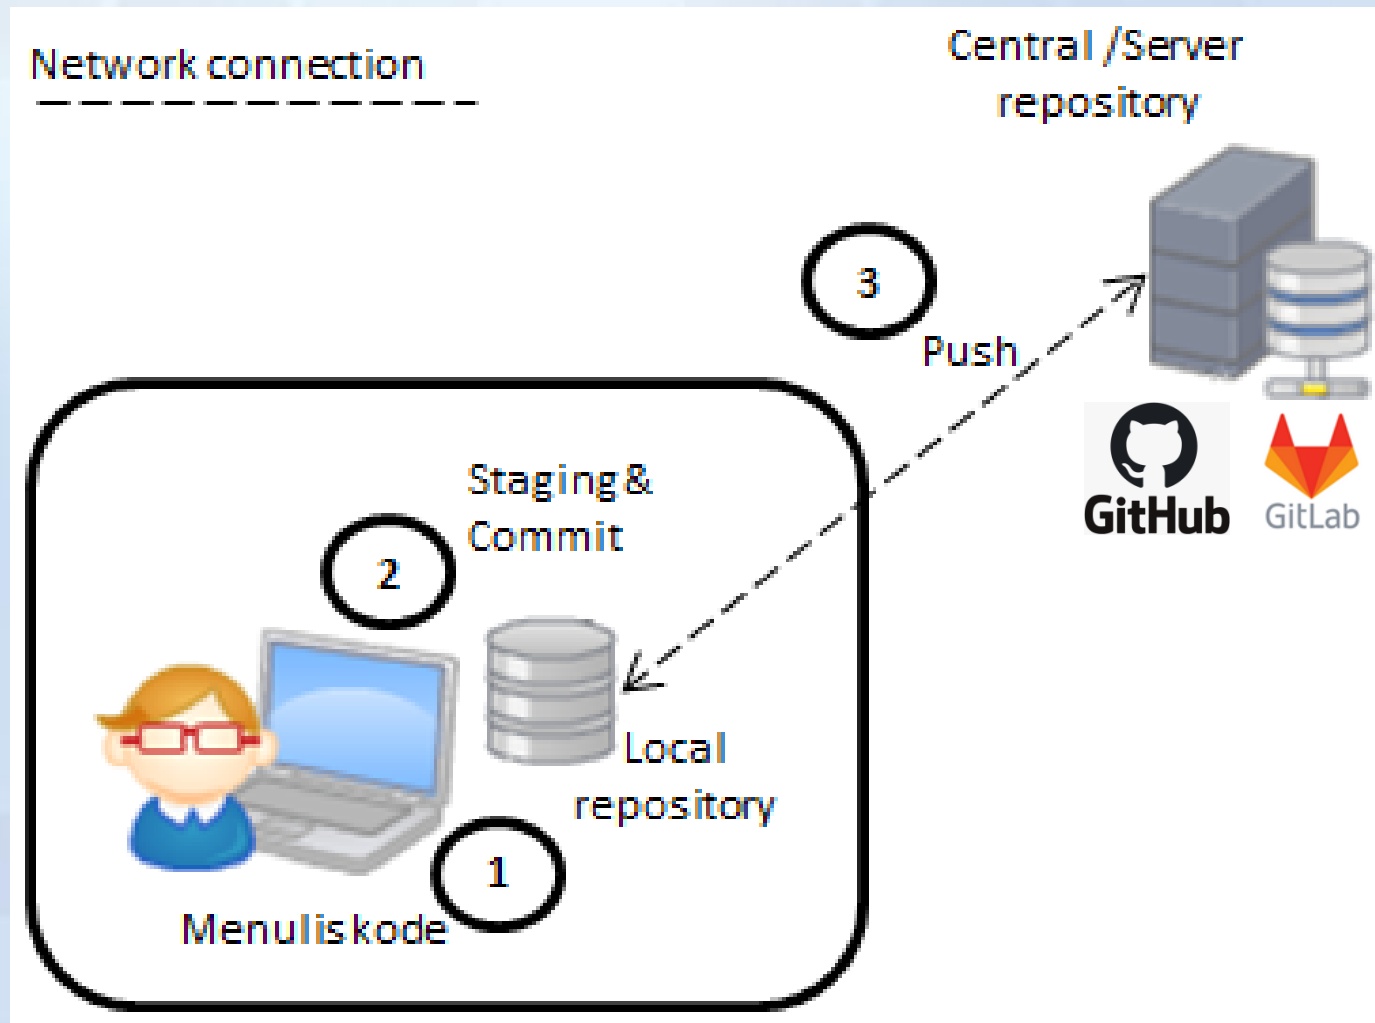 Network connection
Central /Server
repository
3
Push
GitHub
GitLab
Staging &
Commit
2
Local
repository
1
Menulis kode